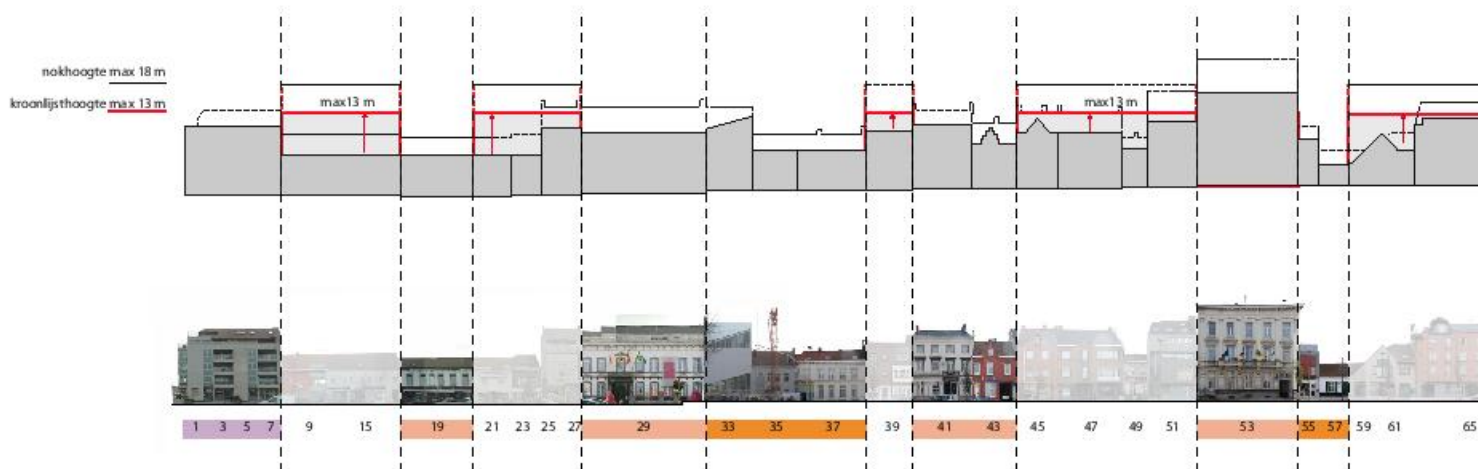 nokhoogte max 18 m
kroonlijsthoogte max 13 m
max13 m
max13 m
1 3 5 7 9 15 19 21 23 25 27 29 33 35 37 39 41 43 45 47 49 51 53 55 57 59 61 65